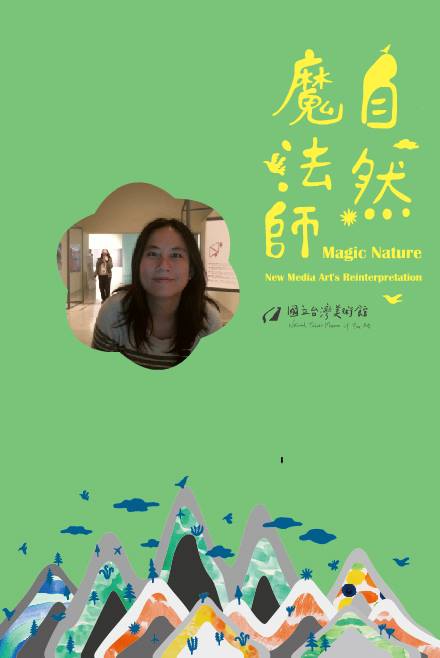 自然
魔法師
Magic Nature
New Media Art's Reinterpretation
國立台灣美術館
National Taiwan Museum of Fine Arts